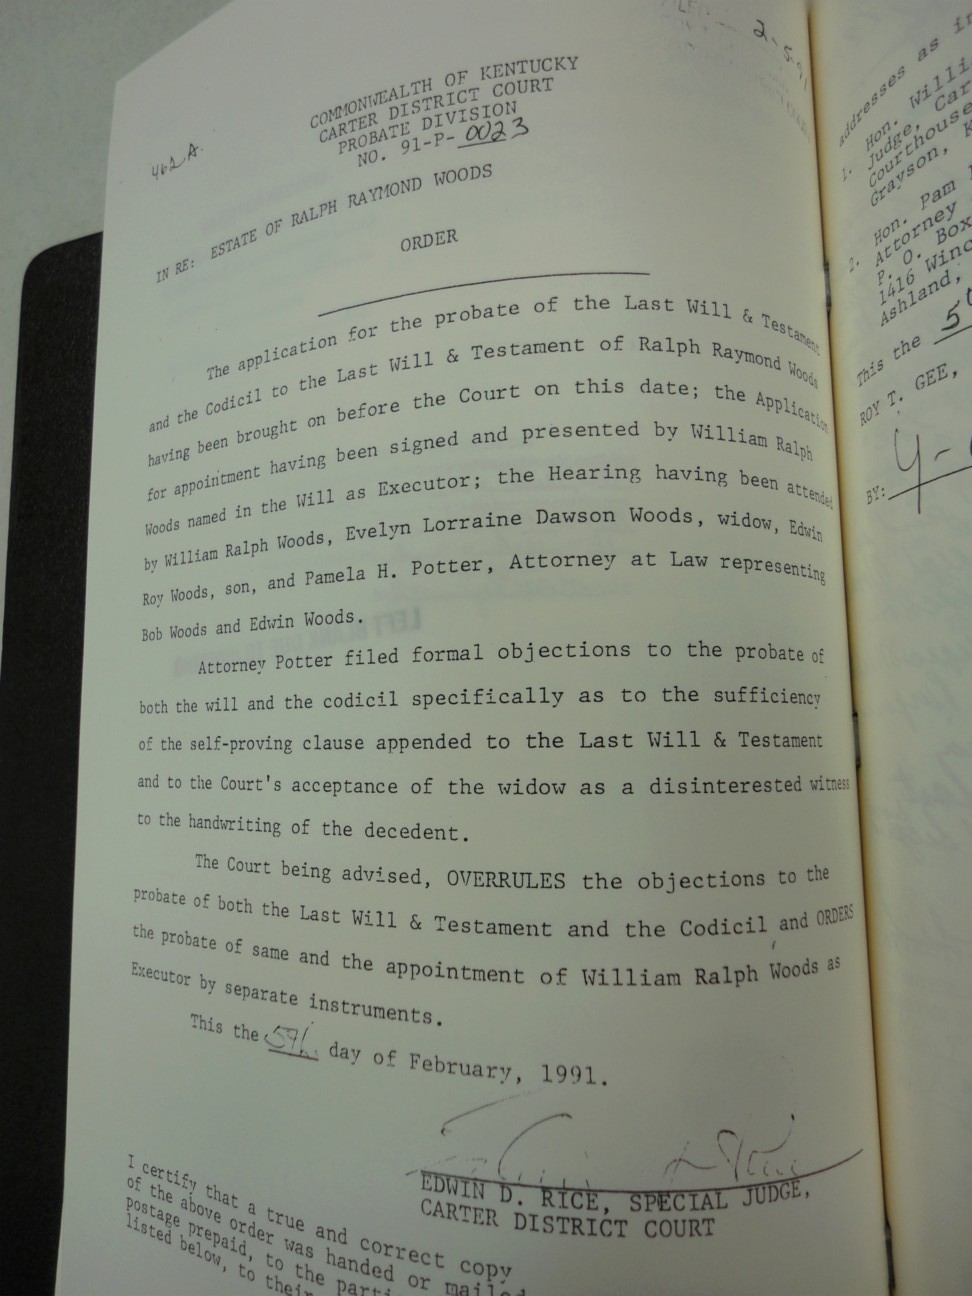 2-5-91
COMMONWEALTH OF KENTUCKY
CARTER DISTRICT COURT
PROBATE DIVISION
NO. 91-P-0023
462A.
IN RE: ESTATE OF RALPH RAYMOND WOODS
ORDER
The application for the probate of the Last Will & Testament
and the Codicil to the Last Will & Testament of Ralph Raymond Woods
having been brought on before the Court on this date; the Application
for appointment having been signed and presented by William Ralph
Woods named in the Will as Executor; the Hearing having been attended
by William Ralph Woods, Evelyn Lorraine Dawson Woods, widow, Edwin
Roy Woods, son, and Pamela H. Potter, Attorney at Law representing
Bob Woods and Edwin Woods.
Attorney Potter filed formal objections to the probate of
both the will and the codicil specifically as to the sufficiency
of the self-proving clause appended to the Last Will & Testament
and to the Court's acceptance of the widow as a disinterested witness
to the handwriting of the decedent.
The Court being advised, OVERRULES the objections to the
probate of both the Last Will & Testament and the Codicil and ORDERS
the probate of same and the appointment of William Ralph Woods as
Executor by separate instruments.
This the 5th day of February, 1991.
EDWIN D. RICE, SPECIAL JUDGE,
CARTER DISTRICT COURT
I certify that a true and correct copy
of the above order was handed or mailed
postage prepaid, to the parti
listed below, to their
addresses as in
1. Hon. Willi
Judge, Car
Courthouse
Grayson, K
2. Hon. Pam
Attorney
P. O. Box
1416 Winc
Ashland,
This the 5t
ROY T. GEE,
BY: